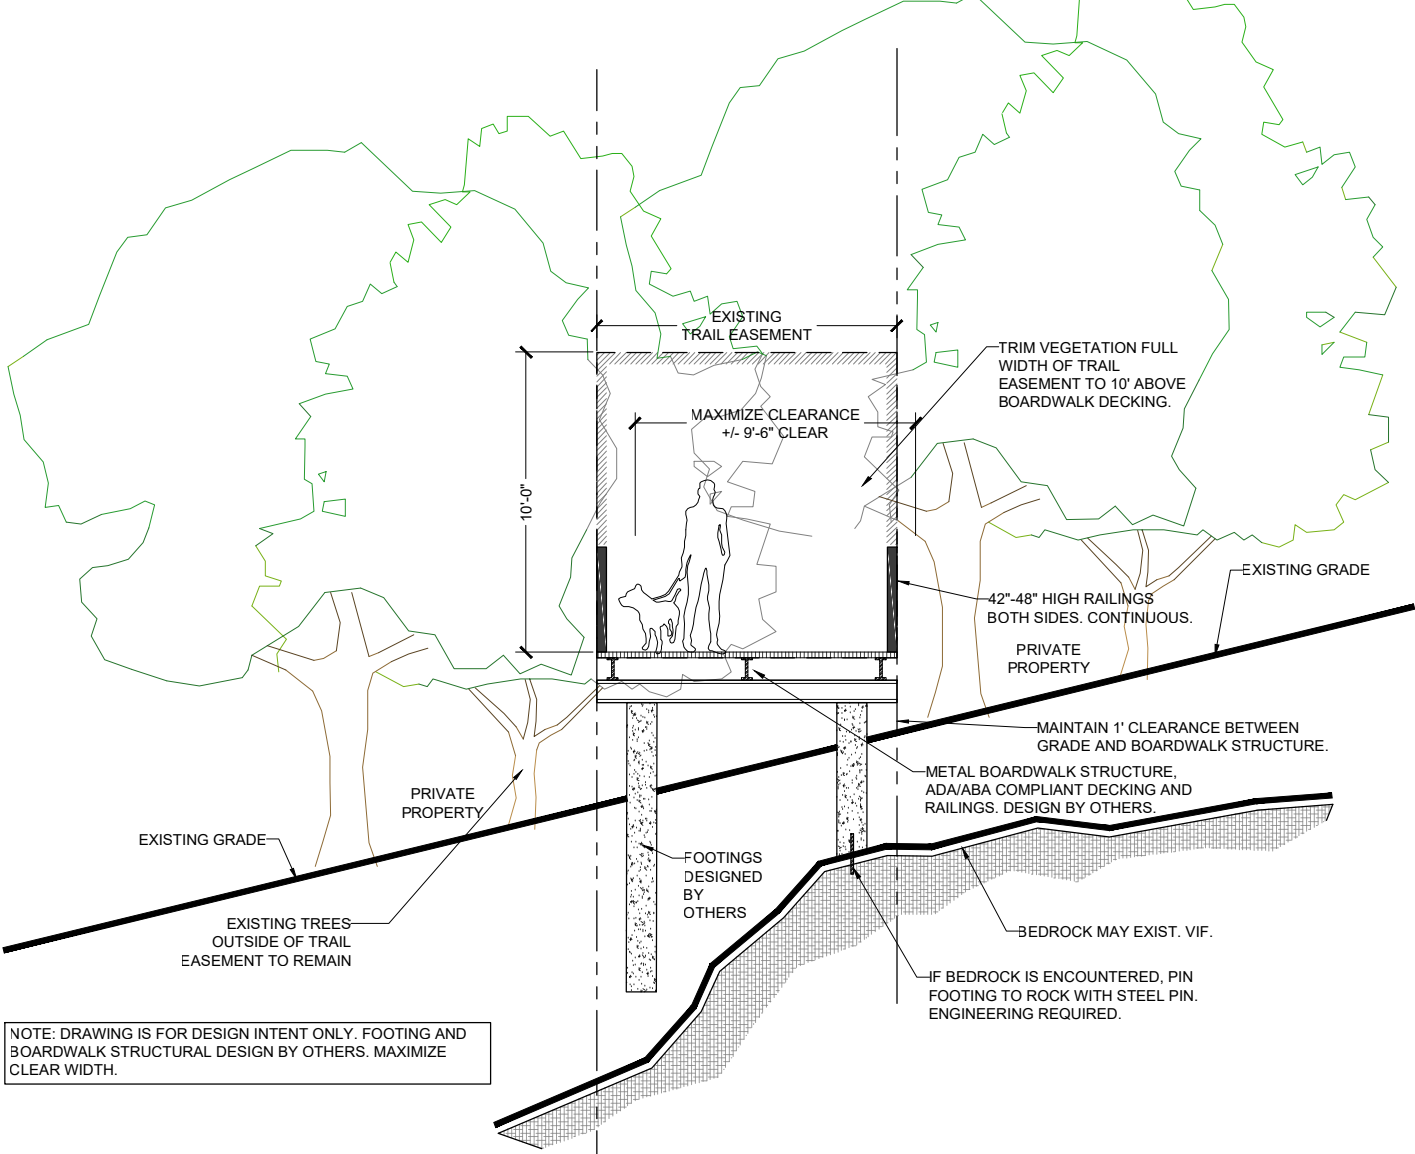 EXISTING
TRAIL EASEMENT
TRIM VEGETATION FULL
WIDTH OF TRAIL
EASEMENT TO 10' ABOVE
BOARDWALK DECKING.
MAXIMIZE CLEARANCE
+/- 9'-6" CLEAR
10'-0"
EXISTING GRADE
42"-48" HIGH RAILINGS
BOTH SIDES. CONTINUOUS.
PRIVATE
PROPERTY
MAINTAIN 1' CLEARANCE BETWEEN
GRADE AND BOARDWALK STRUCTURE.
METAL BOARDWALK STRUCTURE,
ADA/ABA COMPLIANT DECKING AND
RAILINGS. DESIGN BY OTHERS.
PRIVATE
PROPERTY
EXISTING GRADE
FOOTINGS
DESIGNED
BY
OTHERS
EXISTING TREES
OUTSIDE OF TRAIL
EASEMENT TO REMAIN
BEDROCK MAY EXIST. VIF.
IF BEDROCK IS ENCOUNTERED, PIN
FOOTING TO ROCK WITH STEEL PIN.
ENGINEERING REQUIRED.
NOTE: DRAWING IS FOR DESIGN INTENT ONLY. FOOTING AND
BOARDWALK STRUCTURAL DESIGN BY OTHERS. MAXIMIZE
CLEAR WIDTH.